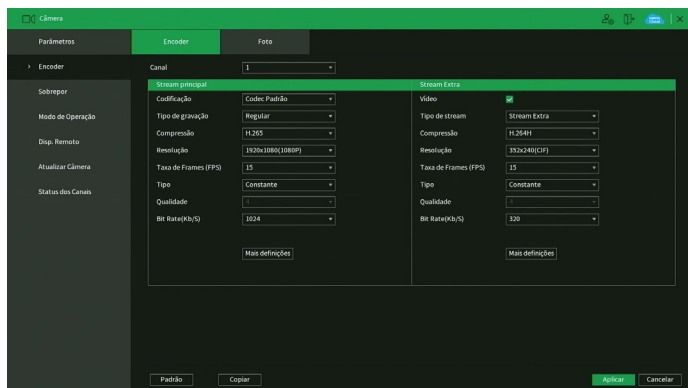 Câmera
Parâmetros
Encoder
Sobrepor
Modo de Operação
Disp. Remoto
Atualizar Câmera
Status dos Canais
Encoder Foto
Canal 1
Stream principal
Codificação Codec Padrão
Tipo de gravação Regular
Compressão H.265
Resolução 1920x1080(1080P)
Taxa de Frames (FPS) 15
Tipo Constante
Qualidade 4
Bit Rate(Kb/S) 1024
Mais definições
Stream Extra
Vídeo
Tipo de stream Stream Extra
Compressão H.264H
Resolução 352x240(CIF)
Taxa de Frames (FPS) 15
Tipo Constante
Qualidade 4
Bit Rate(Kb/S) 320
Mais definições
Padrão Copiar Aplicar Cancelar